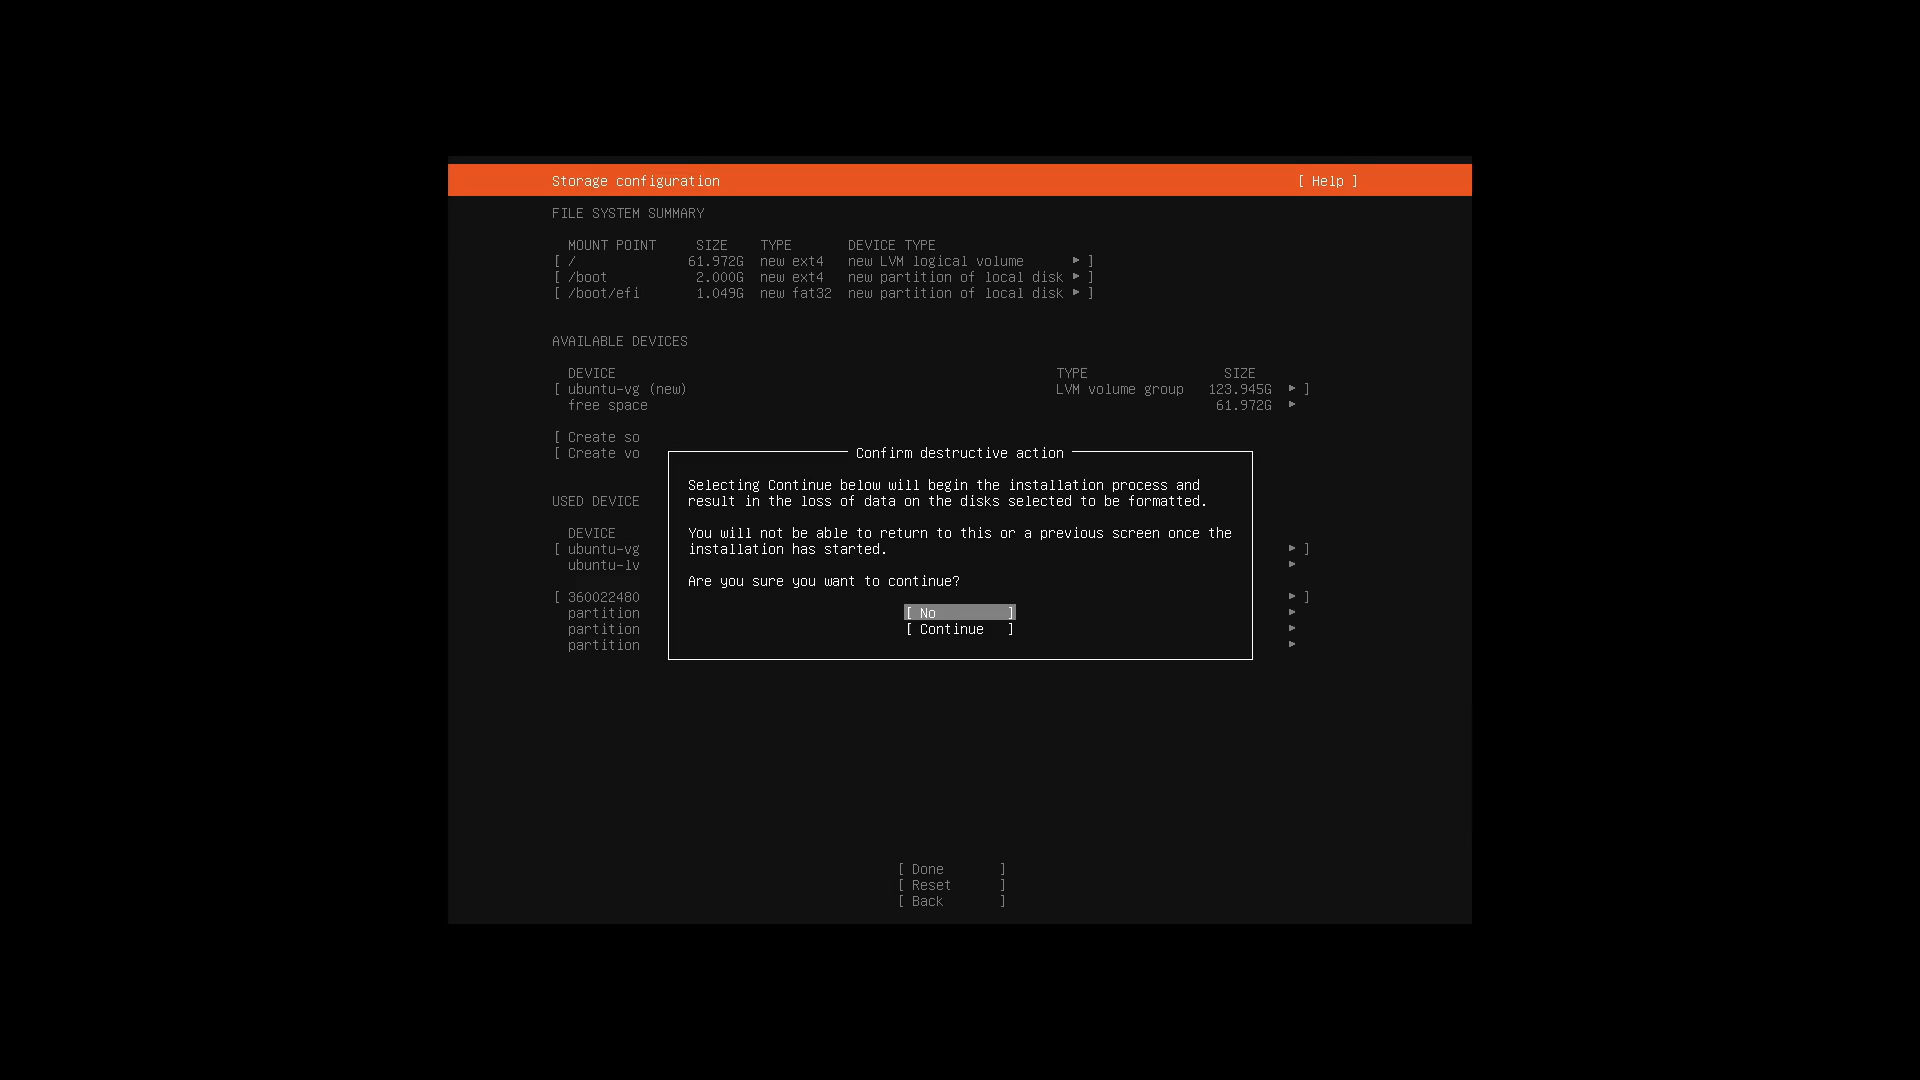 Storage configuration [ Help ]
FILE SYSTEM SUMMARY
MOUNT POINT SIZE TYPE DEVICE TYPE
[ / 61.972G new ext4 new LVM logical volume ▸ ]
[ /boot 2.000G new ext4 new partition of local disk ▸ ]
[ /boot/efi 1.049G new fat32 new partition of local disk ▸ ]
AVAILABLE DEVICES
DEVICE TYPE SIZE
[ ubuntu-vg (new) LVM volume group 123.945G ▸ ]
free space 61.972G ▸
[ Create so
[ Create vo
Confirm destructive action
Selecting Continue below will begin the installation process and
result in the loss of data on the disks selected to be formatted.
You will not be able to return to this or a previous screen once the
installation has started.
Are you sure you want to continue?
[ No ]
[ Continue ]
USED DEVICE
DEVICE
[ ubuntu-vg ▸ ]
ubuntu-lv ▸
[ 360022480 ▸ ]
partition ▸
partition ▸
partition ▸
[ Done ]
[ Reset ]
[ Back ]